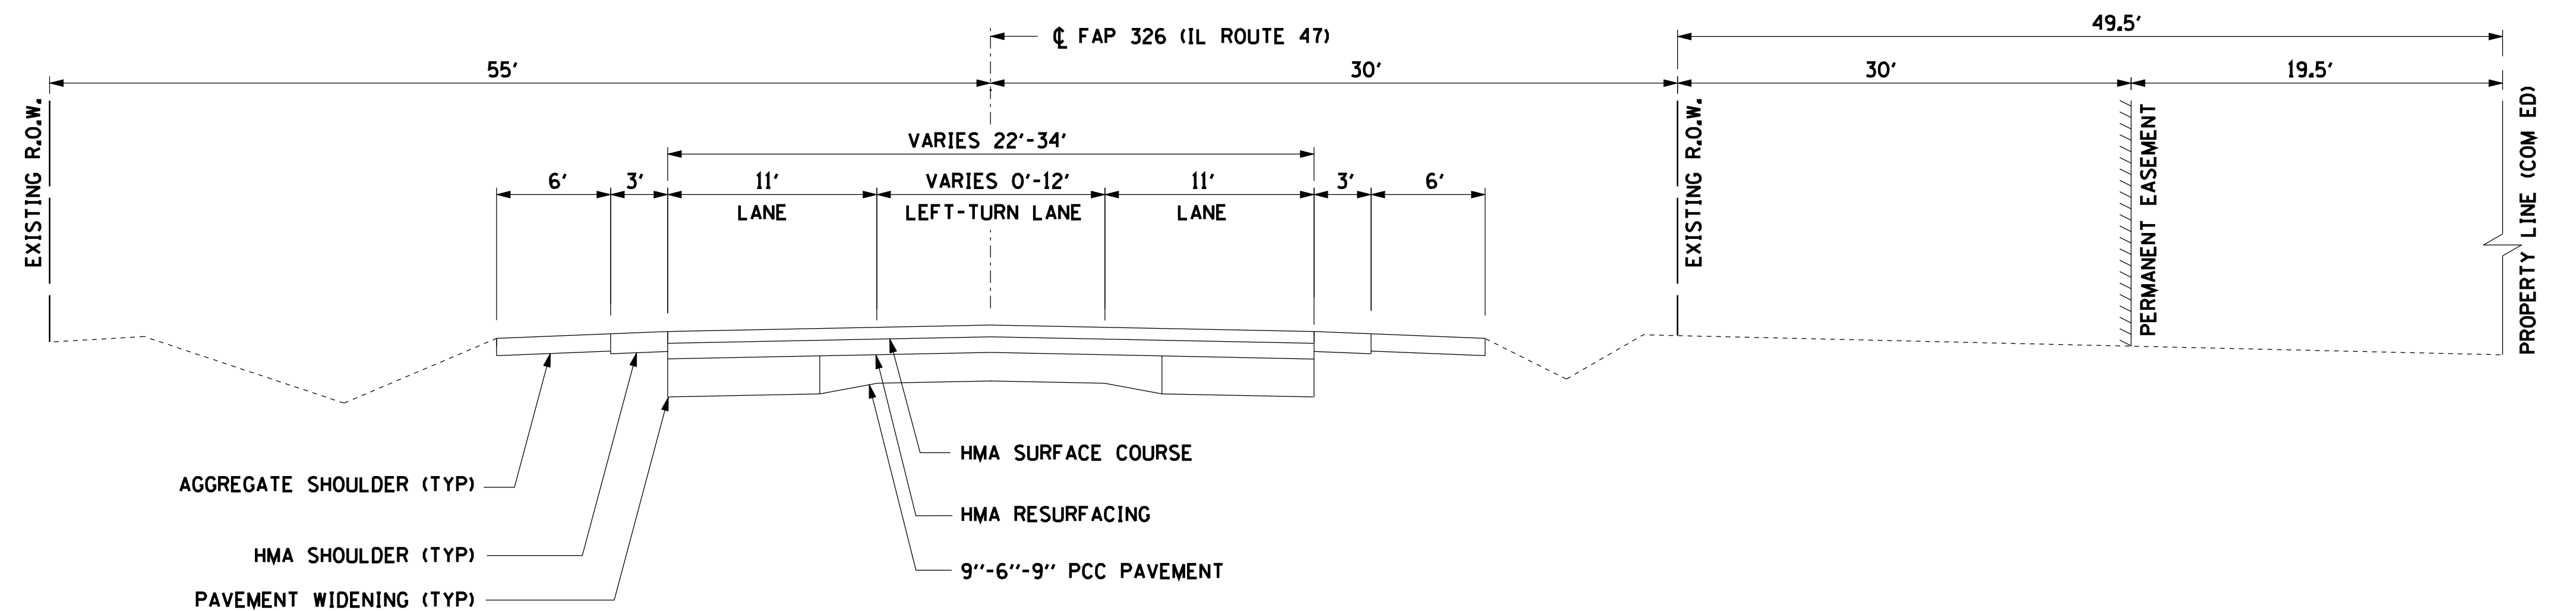 49.5'
℄ FAP 326 (IL ROUTE 47)
55'
30'
30'
19.5'
EXISTING R.O.W.
EXISTING R.O.W.
PERMANENT EASEMENT
PROPERTY LINE (COM ED)
VARIES 22'-34'
6'
3'
11'
VARIES 0'-12'
11'
3'
6'
LANE
LEFT-TURN LANE
LANE
HMA SURFACE COURSE
AGGREGATE SHOULDER (TYP)
HMA RESURFACING
HMA SHOULDER (TYP)
9''-6''-9'' PCC PAVEMENT
PAVEMENT WIDENING (TYP)